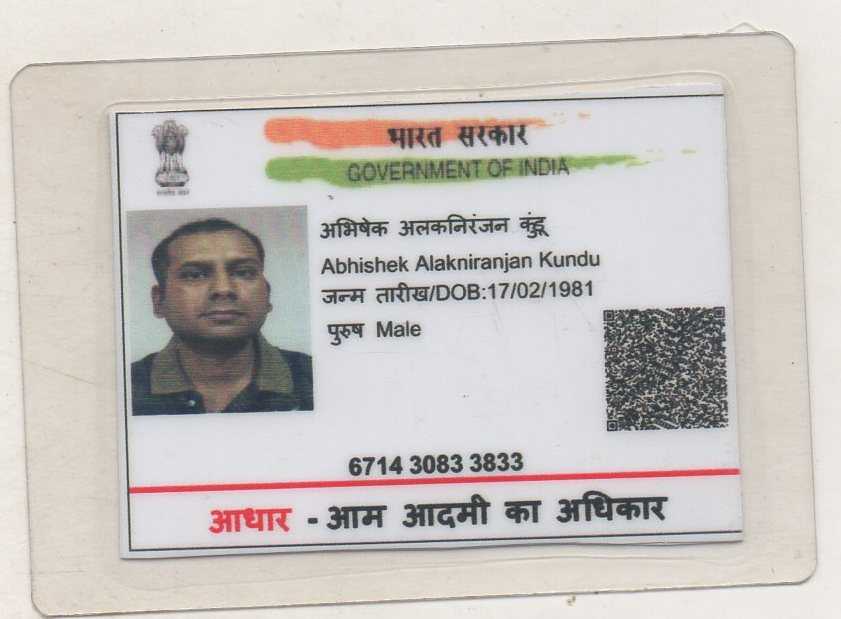 भारत सरकार
GOVERNMENT OF INDIA
अभिषेक अलकनिरंजन कुंडू
Abhishek Alakniranjan Kundu
जन्म तारीख/DOB:17/02/1981
पुरुष Male
6714 3083 3833
आधार - आम आदमी का अधिकार